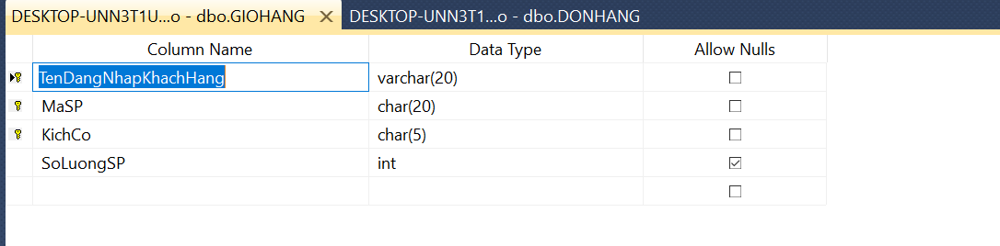 DESKTOP-UNN3T1U...o - dbo.GIOHANG DESKTOP-UNN3T1...o - dbo.DONHANG
Column Name Data Type Allow Nulls
TenDangNhapKhachHang varchar(20)
MaSP char(20)
KichCo char(5)
SoLuongSP int